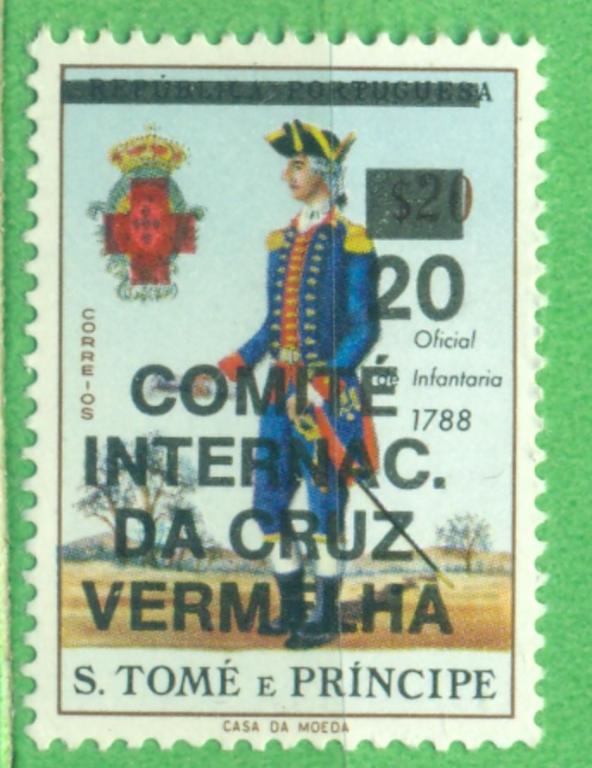 REPÚBLICA PORTUGUESA
$20
20
CORREIOS
Oficial
de Infantaria
1788
COMITÉ
INTERNAC.
DA CRUZ
VERMELHA
S. TOMÉ E PRÍNCIPE
CASA DA MOEDA